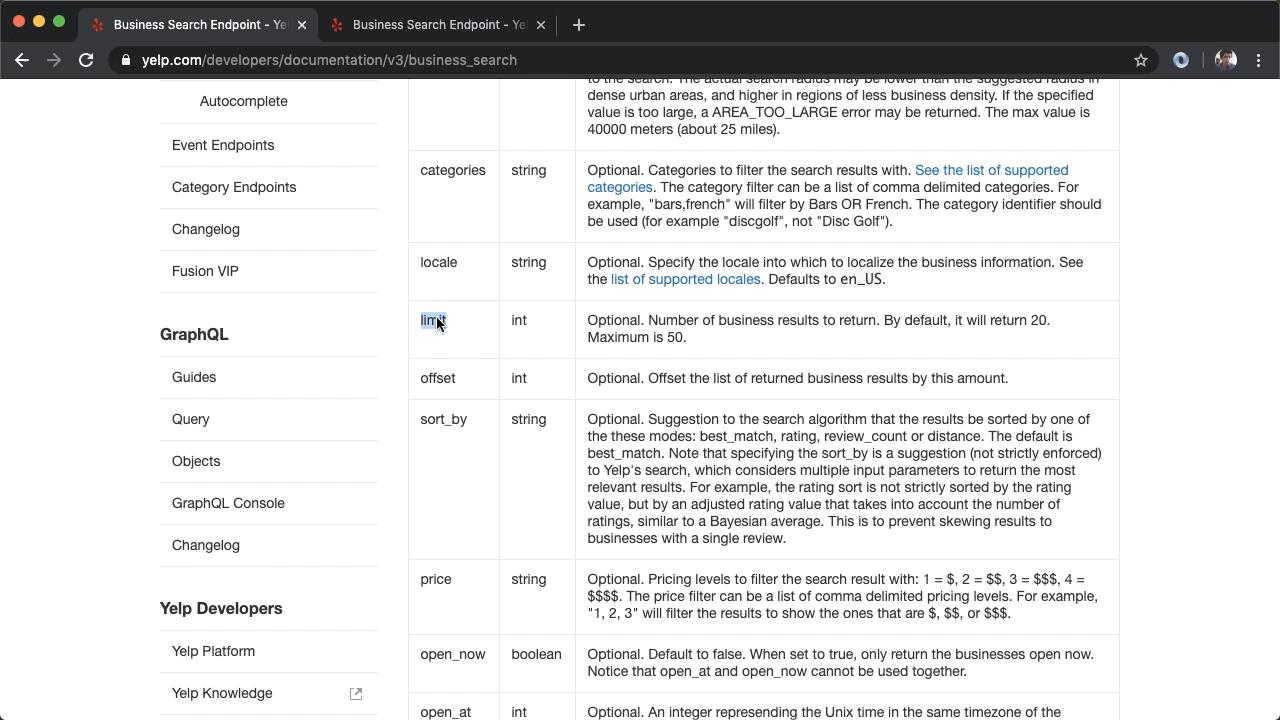 Business Search Endpoint - Ye
Business Search Endpoint - Ye
yelp.com/developers/documentation/v3/business_search
Autocomplete
Event Endpoints
Category Endpoints
Changelog
Fusion VIP
GraphQL
Guides
Query
Objects
GraphQL Console
Changelog
Yelp Developers
Yelp Platform
Yelp Knowledge
to the search. The actual search radius may be lower than the suggested radius in
dense urban areas, and higher in regions of less business density. If the specified
value is too large, a AREA_TOO_LARGE error may be returned. The max value is
40000 meters (about 25 miles).
categories string Optional. Categories to filter the search results with. See the list of supported
categories. The category filter can be a list of comma delimited categories. For
example, "bars,french" will filter by Bars OR French. The category identifier should
be used (for example "discgolf", not "Disc Golf").
locale string Optional. Specify the locale into which to localize the business information. See
the list of supported locales. Defaults to en_US.
limit int Optional. Number of business results to return. By default, it will return 20.
Maximum is 50.
offset int Optional. Offset the list of returned business results by this amount.
sort_by string Optional. Suggestion to the search algorithm that the results be sorted by one of
the these modes: best_match, rating, review_count or distance. The default is
best_match. Note that specifying the sort_by is a suggestion (not strictly enforced)
to Yelp's search, which considers multiple input parameters to return the most
relevant results. For example, the rating sort is not strictly sorted by the rating
value, but by an adjusted rating value that takes into account the number of
ratings, similar to a Bayesian average. This is to prevent skewing results to
businesses with a single review.
price string Optional. Pricing levels to filter the search result with: 1 = $, 2 = $$, 3 = $$$, 4 =
$$$$. The price filter can be a list of comma delimited pricing levels. For example,
"1, 2, 3" will filter the results to show the ones that are $, $$, or $$$.
open_now boolean Optional. Default to false. When set to true, only return the businesses open now.
Notice that open_at and open_now cannot be used together.
open_at int Optional. An integer represending the Unix time in the same timezone of the